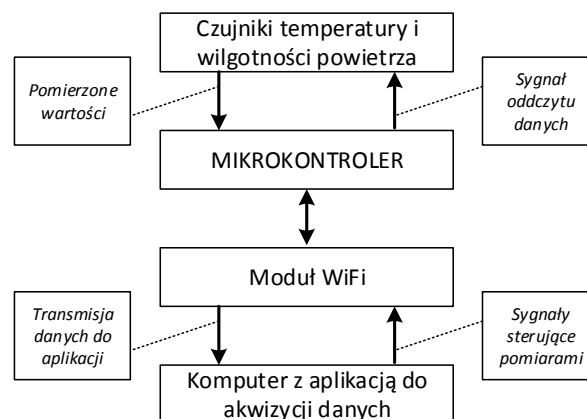 Czujniki temperatury i
wilgotności powietrza
Pomierzone
wartości
Sygnał
oddczytu
danych
MIKROKONTROLER
Moduł WiFi
Transmisja
danych do
aplikacji
Sygnały
sterujące
pomiarami
Komputer z aplikacją do
akwizycji danych